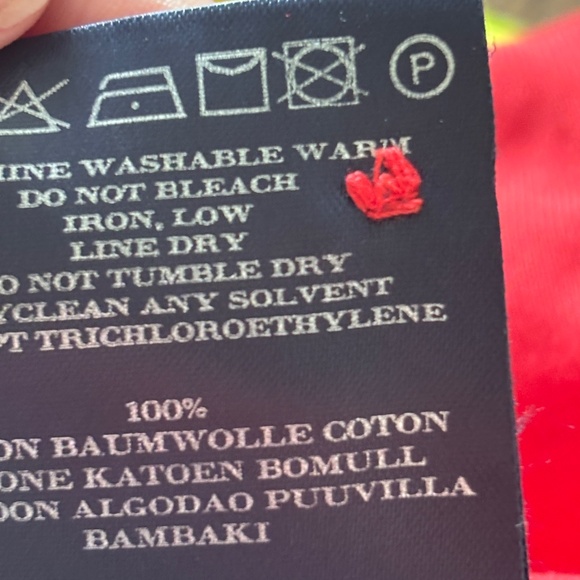 P
HINE WASHABLE WARM
DO NOT BLEACH
IRON, LOW
LINE DRY
O NOT TUMBLE DRY
YCLEAN ANY SOLVENT
PT TRICHLOROETHYLENE
100%
ON BAUMWOLLE COTON
ONE KATOEN BOMULL
OON ALGODAO PUUVILLA
BAMBAKI